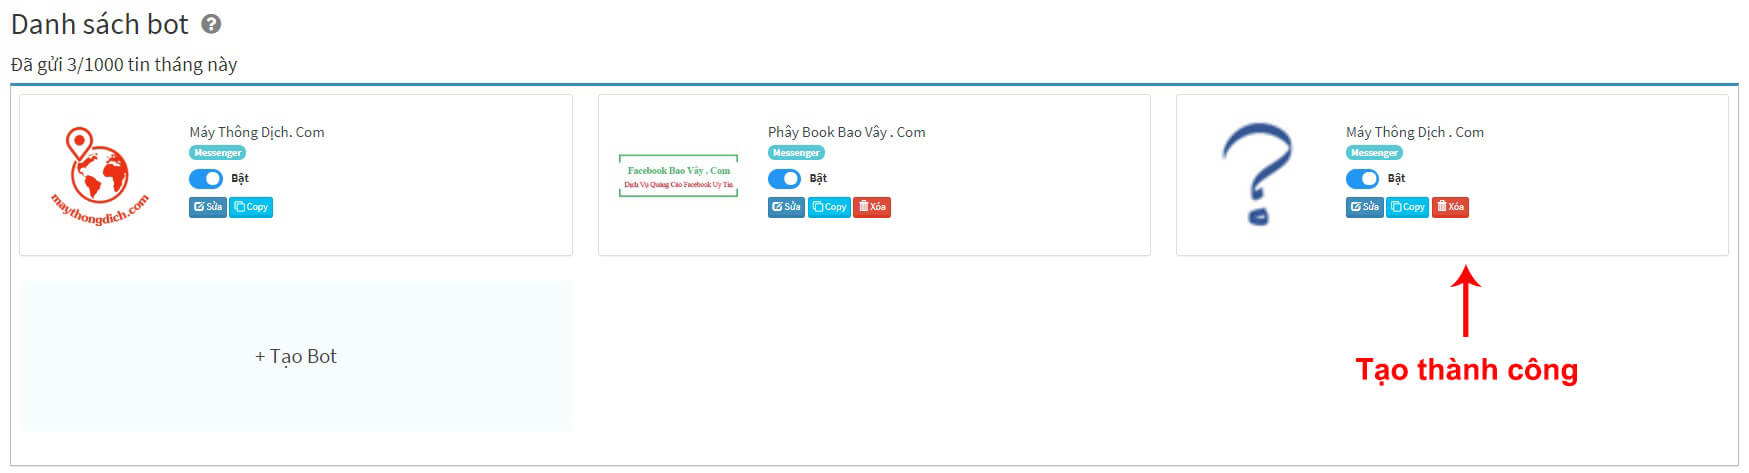 Danh sách bot ?
Đã gửi 3/1000 tin tháng này
Máy Thông Dịch. Com
Messenger
Bật
Sửa Copy
maythongdich.com
Phây Book Bao Vây . Com
Messenger
Bật
Sửa Copy Xóa
Facebook Bao Vây . Com
Dịch Vụ Quảng Cáo Facebook Uy Tín
Máy Thông Dịch . Com
Messenger
Bật
Sửa Copy Xóa
?
+ Tạo Bot
Tạo thành công